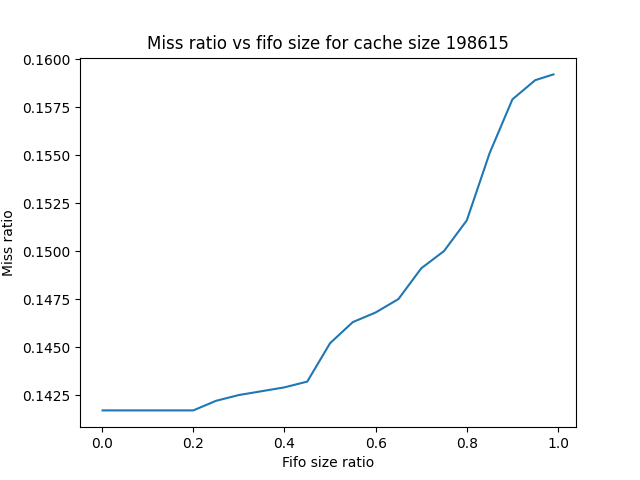 Miss ratio vs fifo size for cache size 198615
0.1600
0.1575
0.1550
0.1525
0.1500
0.1475
0.1450
0.1425
Miss ratio
0.0 0.2 0.4 0.6 0.8 1.0
Fifo size ratio